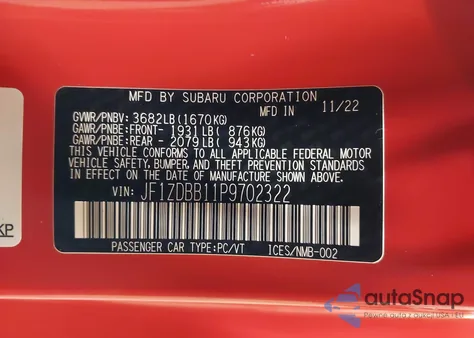 MFD BY SUBARU CORPORATION
GVWR/PNBV: 3682LB(1670KG) MFD IN 11/22
GAWR/PNBE:FRONT- 1931LB( 876KG)
GAWR/PNBE:REAR - 2079LB( 943KG)
THIS VEHICLE CONFORMS TO ALL APPLICABLE FEDERAL MOTOR
VEHICLE SAFETY,BUMPER,AND THEFT PREVENTION STANDARDS
IN EFFECT ON THE DATE OF MANUFACTURE SHOWN ABOVE.
VIN: JF1ZDBB11P9702322
PASSENGER CAR TYPE:PC/VT ICES/NMB-002
KP
autaSnap